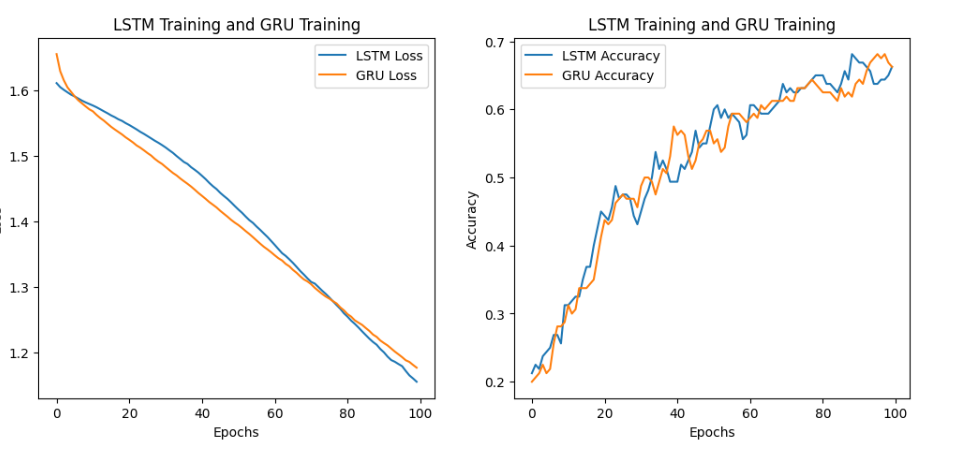 LSTM Training and GRU Training
LSTM Loss
GRU Loss
1.6
1.5
1.4
1.3
1.2
0 20 40 60 80 100
Epochs
LSTM Training and GRU Training
LSTM Accuracy
GRU Accuracy
0.7
0.6
0.5
0.4
0.3
0.2
Accuracy
0 20 40 60 80 100
Epochs